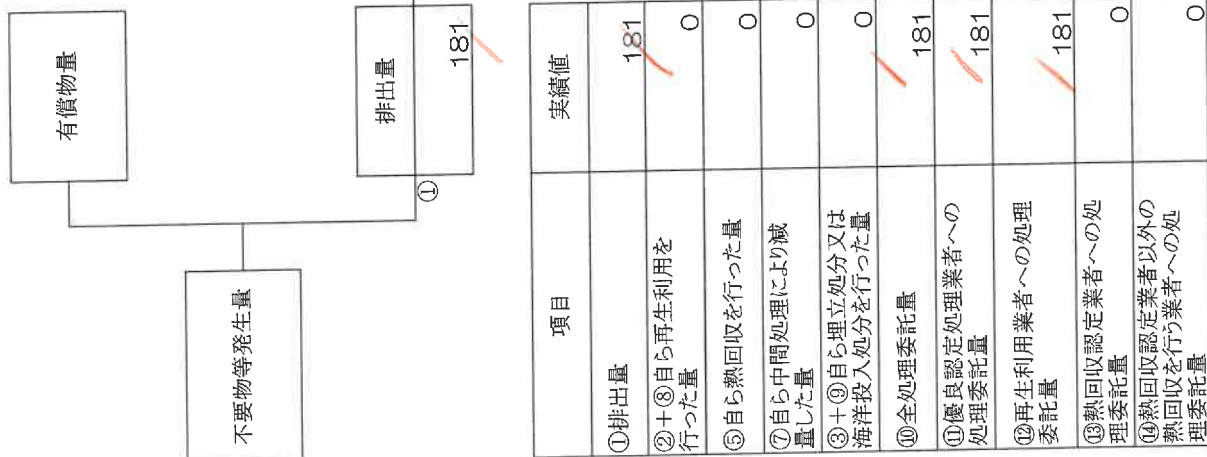 有償物量
不要物等発生量
①
排出量
181
項目
実績値
①排出量
181
②+⑧自ら再生利用を
行った量
0
⑤自ら熱回収を行った量
0
⑦自ら中間処理により減
量した量
0
③+⑨自ら埋立処分又は
海洋投入処分を行った量
0
⑩全処理委託量
181
⑪優良認定処理業者への
処理委託量
181
⑫再生利用業者への処理
委託量
181
⑬熱回収認定業者への処
理委託量
0
⑭熱回収認定業者以外の
熱回収を行う業者への処
理委託量
0